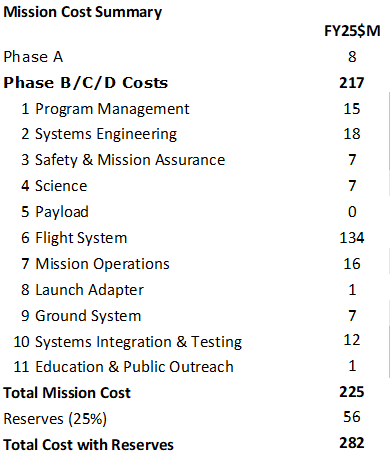 Mission Cost Summary
FY25$M
Phase A 8
Phase B/C/D Costs 217
1 Program Management 15
2 Systems Engineering 18
3 Safety & Mission Assurance 7
4 Science 7
5 Payload 0
6 Flight System 134
7 Mission Operations 16
8 Launch Adapter 1
9 Ground System 7
10 Systems Integration & Testing 12
11 Education & Public Outreach 1
Total Mission Cost 225
Reserves (25%) 56
Total Cost with Reserves 282